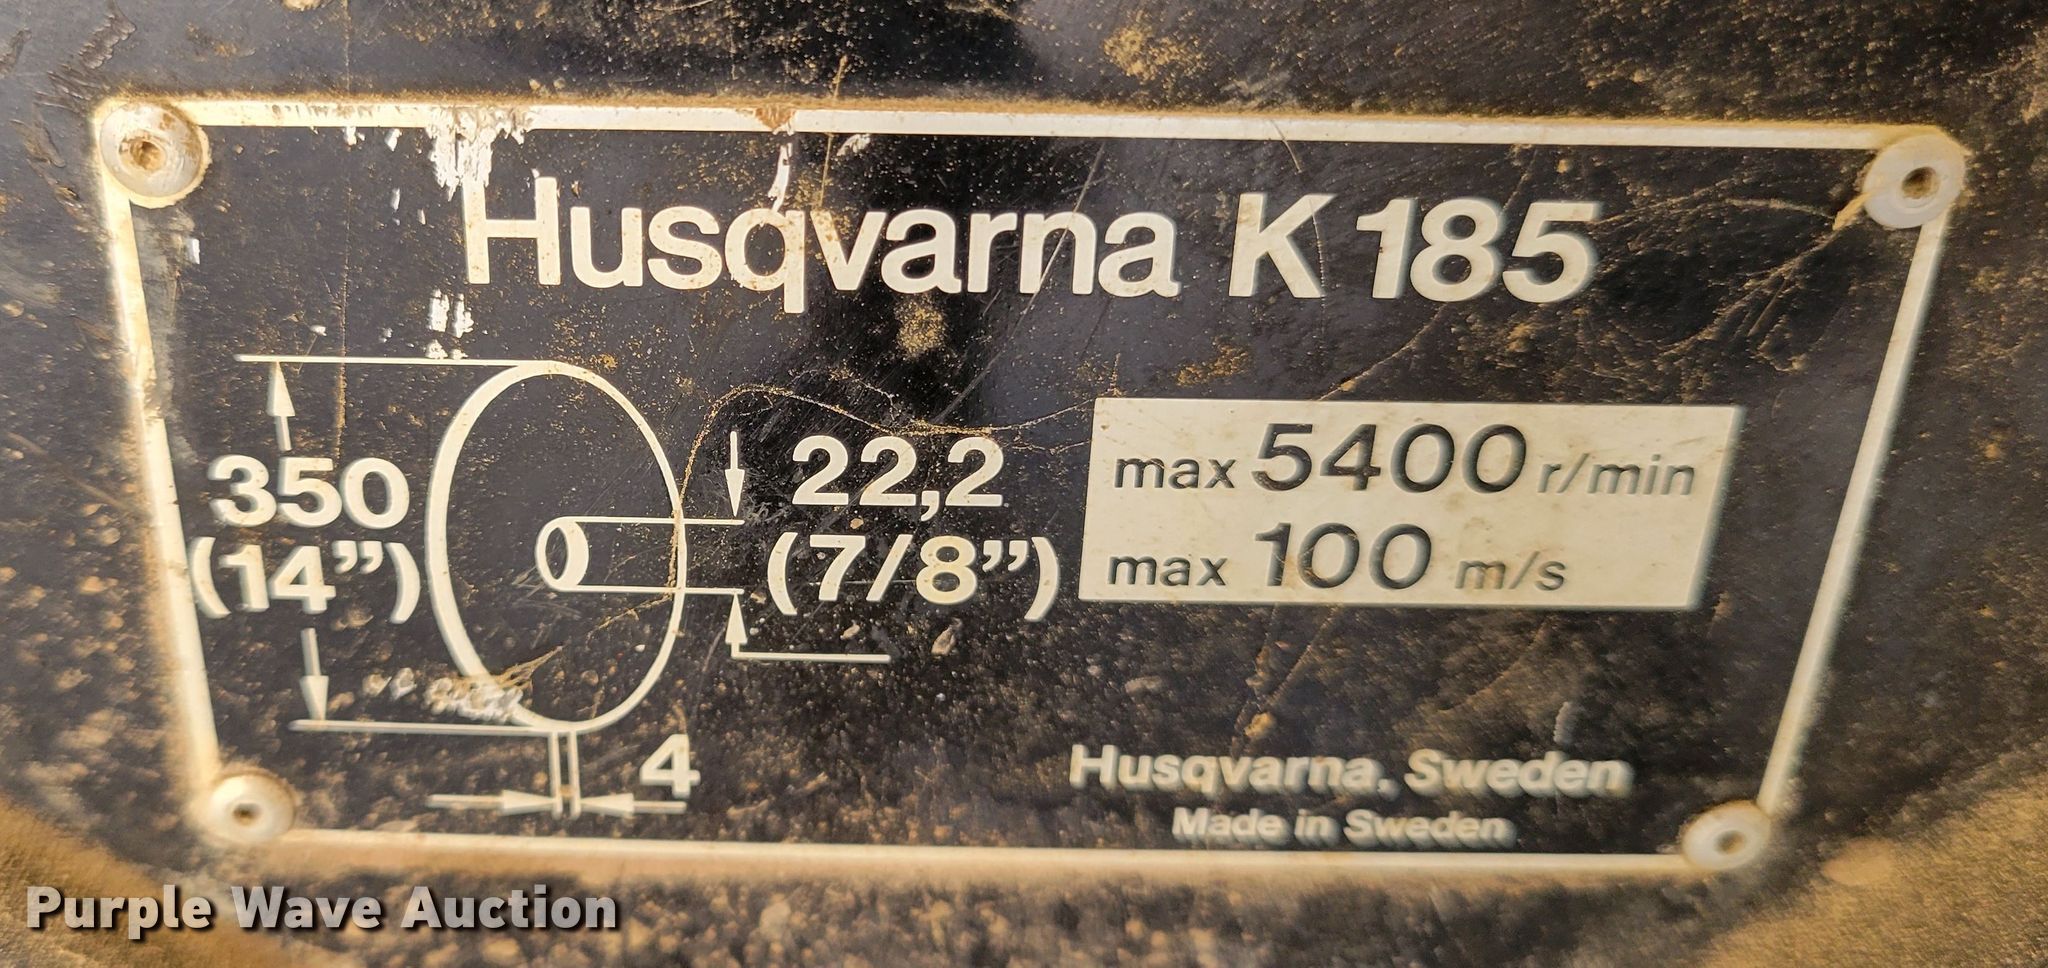 Husqvarna K185
350
(14”)
22,2
(7/8”)
4
max 5400 r/min
max 100 m/s
Husqvarna, Sweden
Made in Sweden
Purple Wave Auction